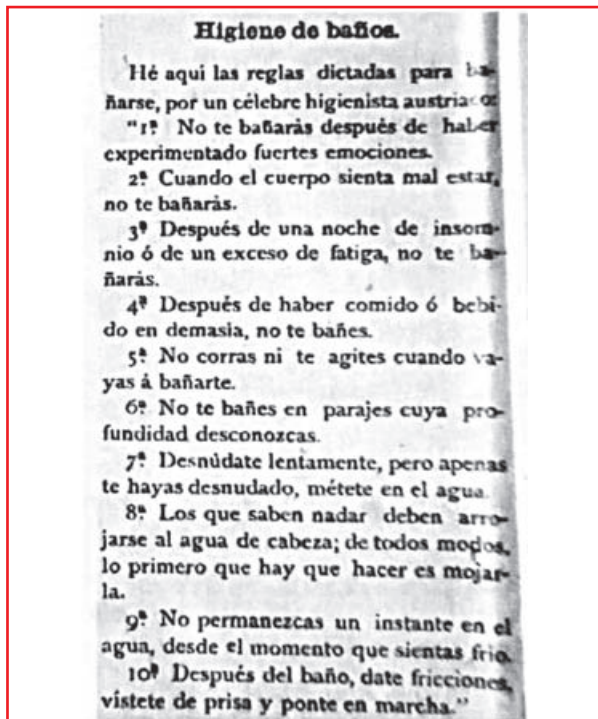 Higiene de baños.
Hé aqui las reglas dictadas para ba-
ñarse, por un célebre higienista austriaco:
"1ª No te bañarás después de haber
experimentado fuertes emociones.
2ª Cuando el cuerpo sienta mal estar,
no te bañarás.
3ª Después de una noche de insom-
nio ó de un exceso de fatiga, no te ba-
ñarás.
4ª Después de haber comido ó bebi-
do en demasía, no te bañes.
5ª No corras ni te agites cuando va-
yas á bañarte.
6ª No te bañes en parajes cuya pro-
fundidad desconozcas.
7ª Desnúdate lentamente, pero apenas
te hayas desnudado, métete en el agua.
8ª Los que saben nadar deben arro-
jarse al agua de cabeza; de todos modos,
lo primero que hay que hacer es mojar-
la.
9ª No permanezcas un instante en el
agua, desde el momento que sientas frio.
10ª Después del baño, date fricciones,
vístete de prisa y ponte en marcha."